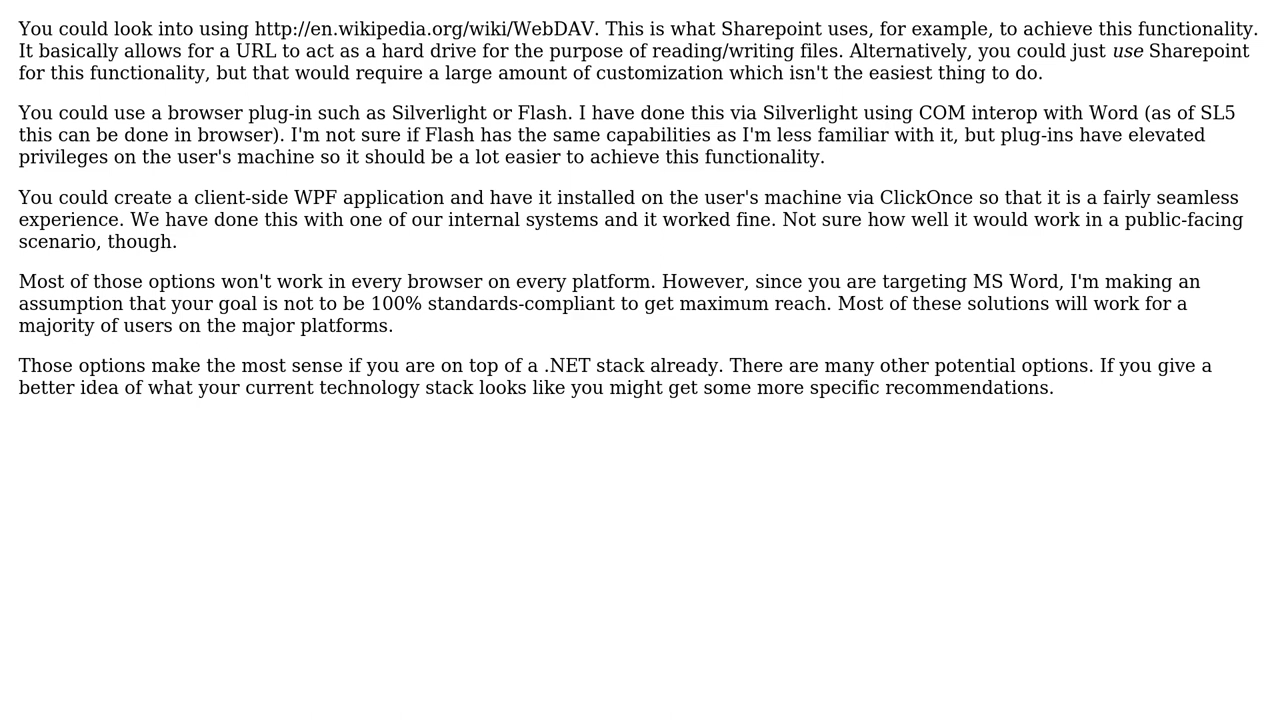 You could look into using http://en.wikipedia.org/wiki/WebDAV. This is what Sharepoint uses, for example, to achieve this functionality.
It basically allows for a URL to act as a hard drive for the purpose of reading/writing files. Alternatively, you could just use Sharepoint
for this functionality, but that would require a large amount of customization which isn't the easiest thing to do.
You could use a browser plug-in such as Silverlight or Flash. I have done this via Silverlight using COM interop with Word (as of SL5
this can be done in browser). I'm not sure if Flash has the same capabilities as I'm less familiar with it, but plug-ins have elevated
privileges on the user's machine so it should be a lot easier to achieve this functionality.
You could create a client-side WPF application and have it installed on the user's machine via ClickOnce so that it is a fairly seamless
experience. We have done this with one of our internal systems and it worked fine. Not sure how well it would work in a public-facing
scenario, though.
Most of those options won't work in every browser on every platform. However, since you are targeting MS Word, I'm making an
assumption that your goal is not to be 100% standards-compliant to get maximum reach. Most of these solutions will work for a
majority of users on the major platforms.
Those options make the most sense if you are on top of a .NET stack already. There are many other potential options. If you give a
better idea of what your current technology stack looks like you might get some more specific recommendations.